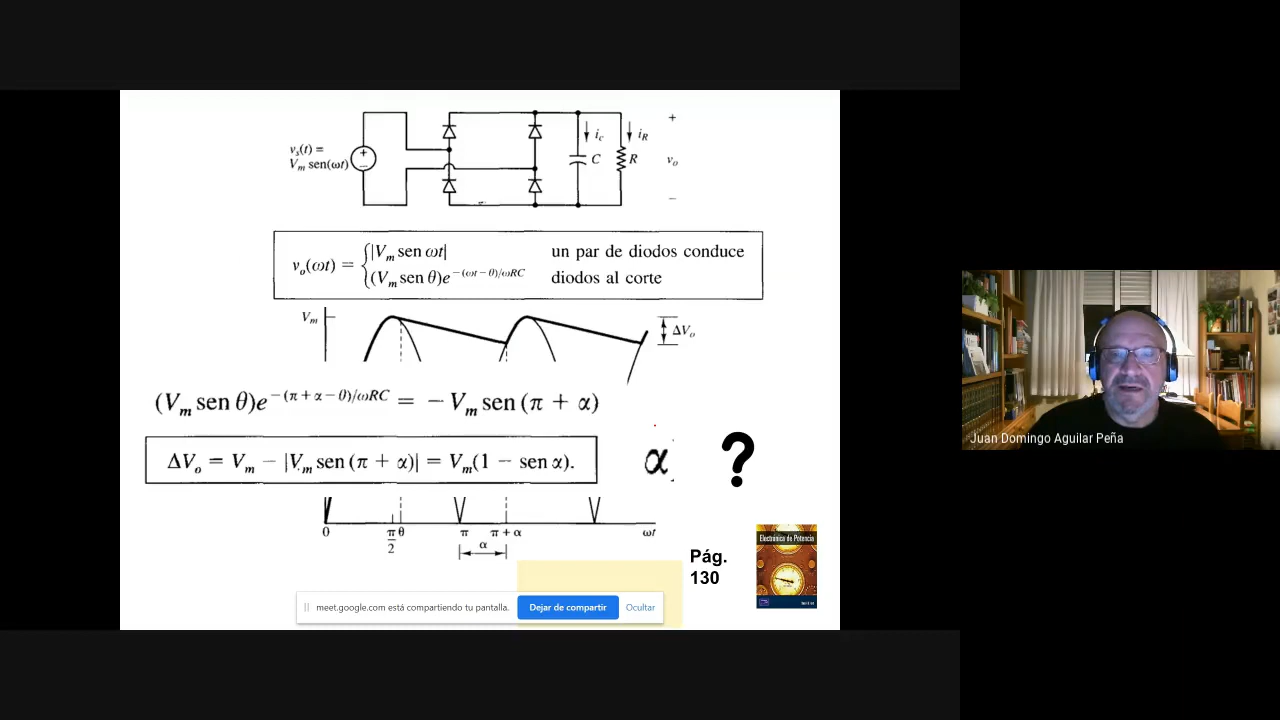 v_s(t) =
V_m sen(ωt)
+
−
i_c
i_R
C
R
+
v_o
−
v_o(ωt) = { |V_m sen ωt| un par de diodos conduce
(V_m sen θ)e^{−(ωt − θ)/ωRC} diodos al corte
V_m
ΔV_o
(V_m sen θ)e^{−(π + α − θ)/ωRC} = − V_m sen (π + α)
ΔV_o = V_m − |V_m sen (π + α)| = V_m(1 − sen α).
α
?
0
π/2
θ
π
π + α
ωt
α
Pág.
130
Electrónica de Potencia
meet.google.com está compartiendo tu pantalla.
Dejar de compartir
Ocultar
Juan Domingo Aguilar Peña